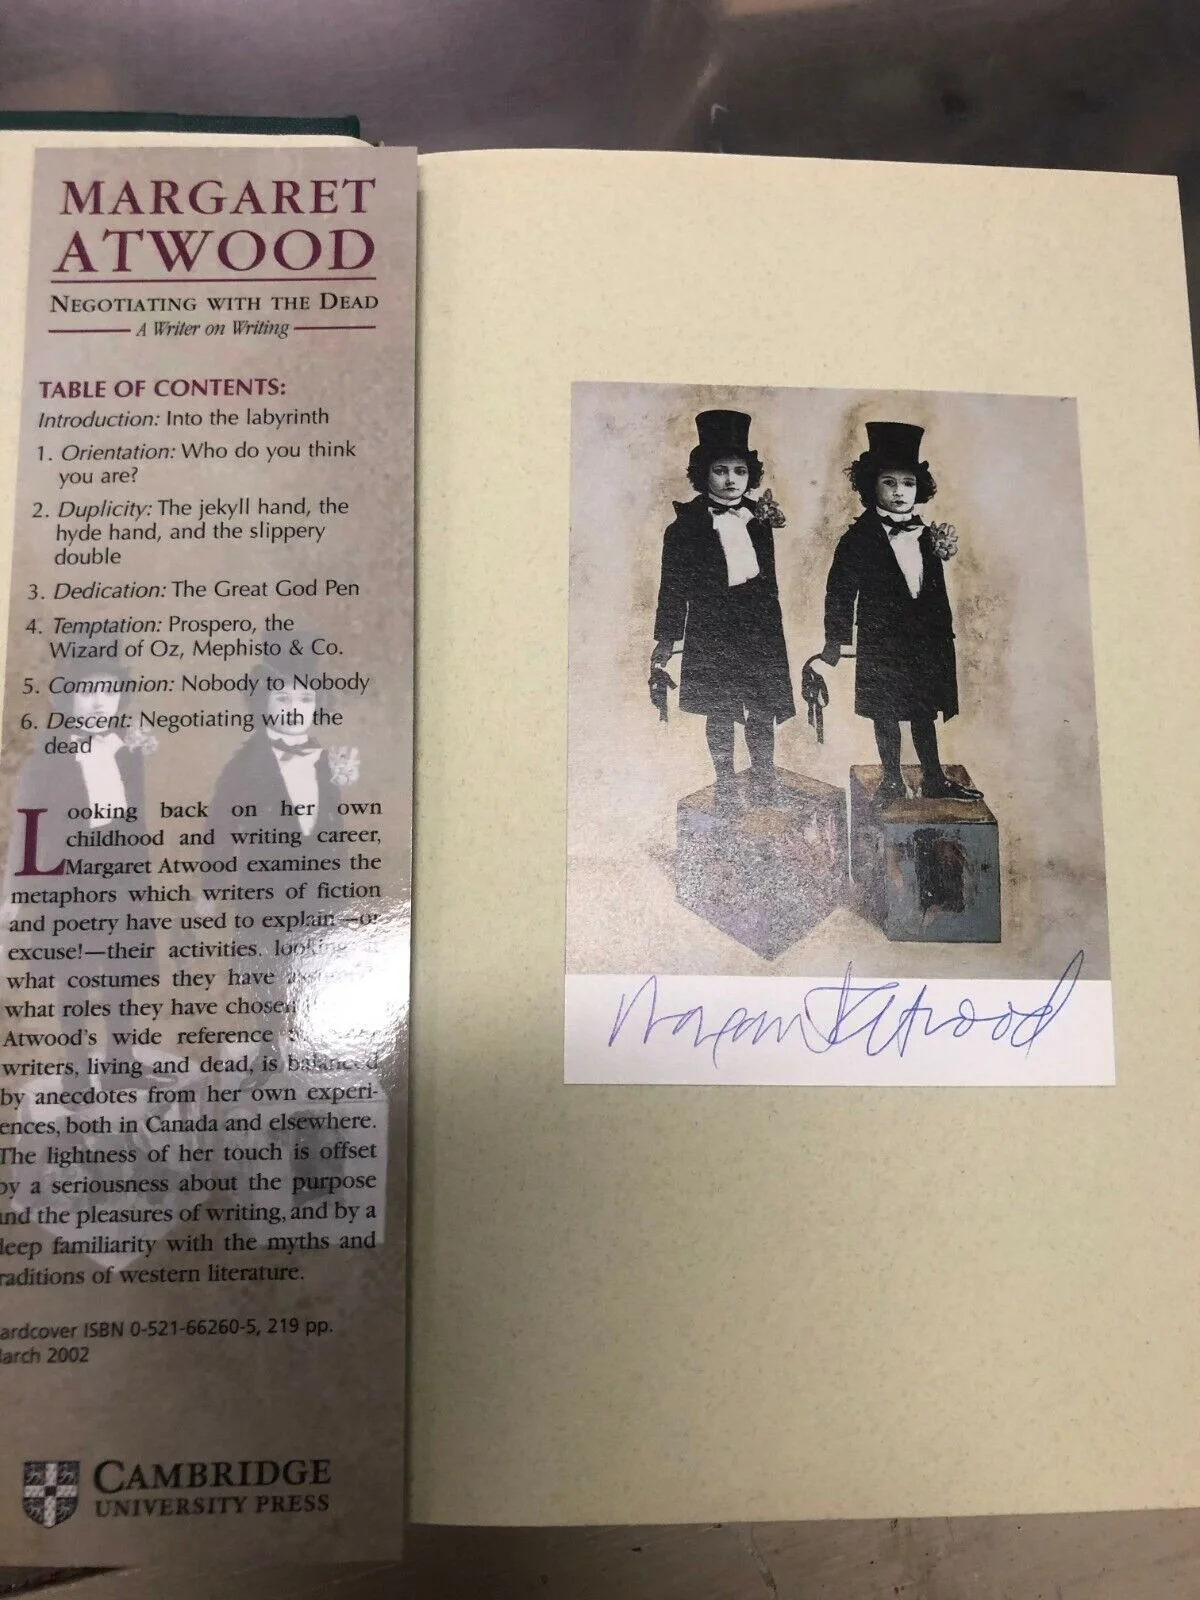 MARGARET
ATWOOD
NEGOTIATING WITH THE DEAD
A Writer on Writing
TABLE OF CONTENTS:
Introduction: Into the labyrinth
1. Orientation: Who do you think
you are?
2. Duplicity: The jekyll hand, the
hyde hand, and the slippery
double
3. Dedication: The Great God Pen
4. Temptation: Prospero, the
Wizard of Oz, Mephisto & Co.
5. Communion: Nobody to Nobody
6. Descent: Negotiating with the
dead
Looking back on her own
childhood and writing career,
Margaret Atwood examines the
metaphors which writers of fiction
and poetry have used to explain—or
excuse!—their activities, looking
what costumes they have
what roles they have chosen
Atwood's wide reference
writers, living and dead, is balanced
by anecdotes from her own experi-
ences, both in Canada and elsewhere.
The lightness of her touch is offset
by a seriousness about the purpose
and the pleasures of writing, and by a
deep familiarity with the myths and
traditions of western literature.
ardcover ISBN 0-521-66260-5, 219 pp.
arch 2002
CAMBRIDGE
UNIVERSITY PRESS
Margaret Atwood